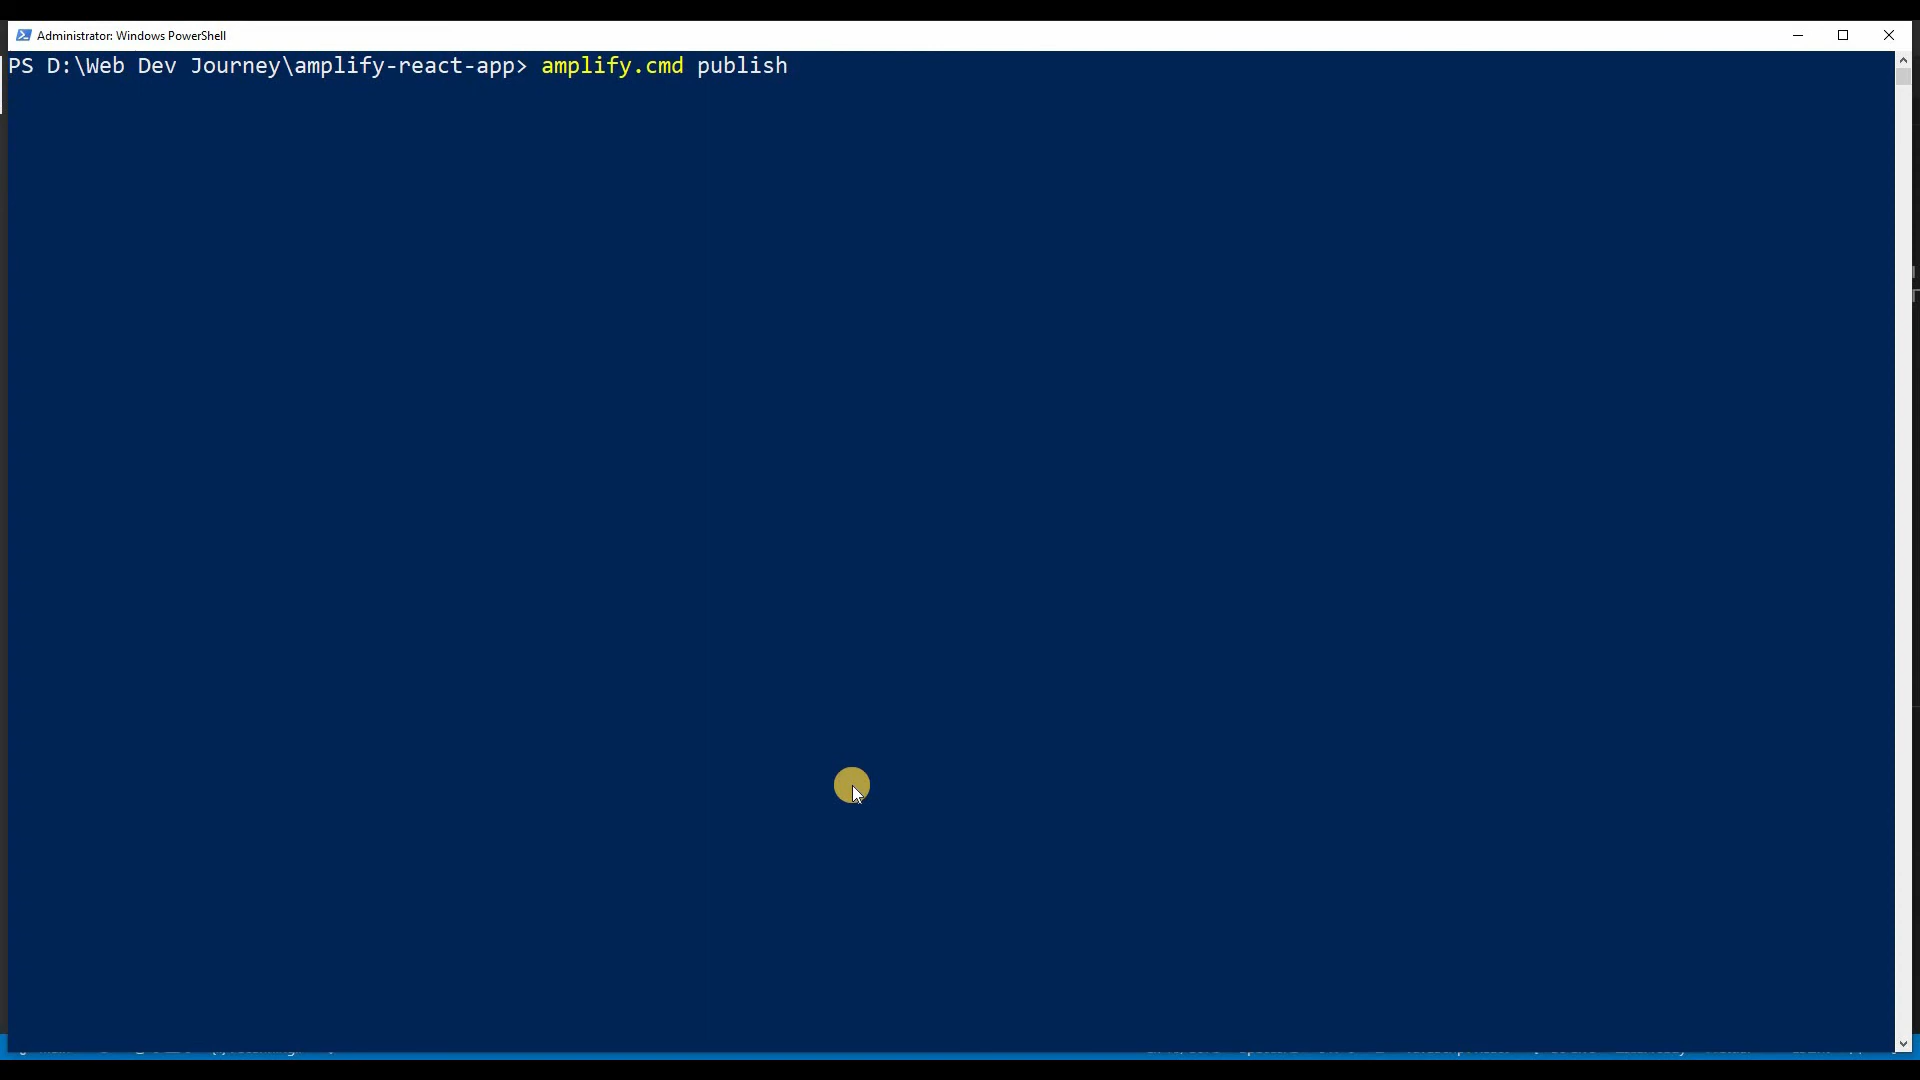 Administrator: Windows PowerShell
PS D:\Web Dev Journey\amplify-react-app> amplify.cmd publish